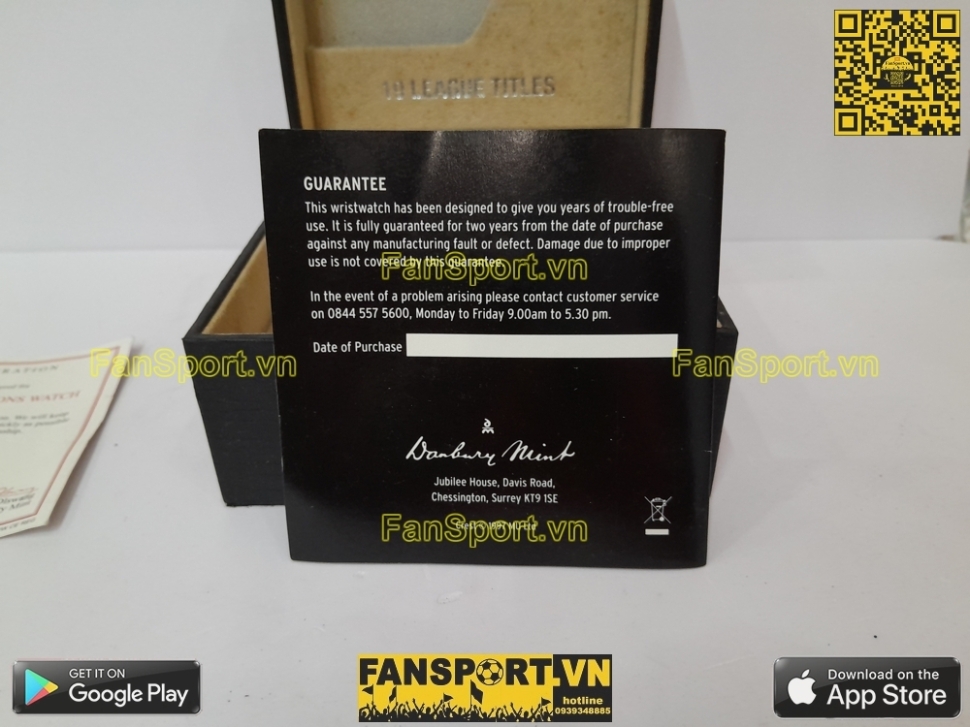 19 LEAGUE TITLES
GUARANTEE
This wristwatch has been designed to give you years of trouble-free
use. It is fully guaranteed for two years from the date of purchase
against any manufacturing fault or defect. Damage due to improper
use is not covered by this guarantee.
FanSport.vn
In the event of a problem arising please contact customer service
on 0844 557 5600, Monday to Friday 9.00am to 5.30 pm.
Date of Purchase
FanSport.vn
FanSport.vn
WATCH
Danbury Mint
Jubilee House, Davis Road,
Chessington, Surrey KT9 1SE
FanSport.vn
GET IT ON
Google Play
FANSPORT.VN
hotline
0939348885
Download on the
App Store